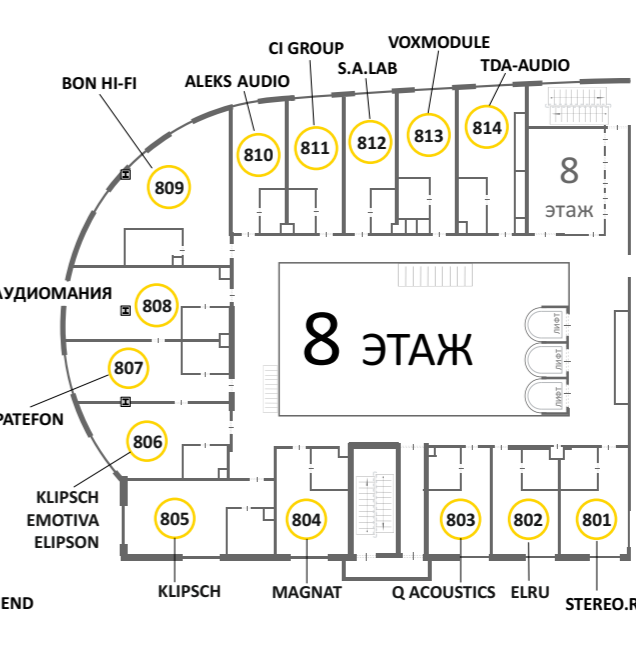 VOXMODULE
CI GROUP
S.A.LAB
TDA-AUDIO
BON HI-FI
ALEKS AUDIO
814
813
812
811
810
8
этаж
809
АУДИОМАНИЯ
808
8 ЭТАЖ
ЛИФТ
ЛИФТ
ЛИФТ
807
PATEFON
806
KLIPSCH
EMOTIVA
ELIPSON
805
804
803
802
801
KLIPSCH
MAGNAT
Q ACOUSTICS
ELRU
STEREO.R
END